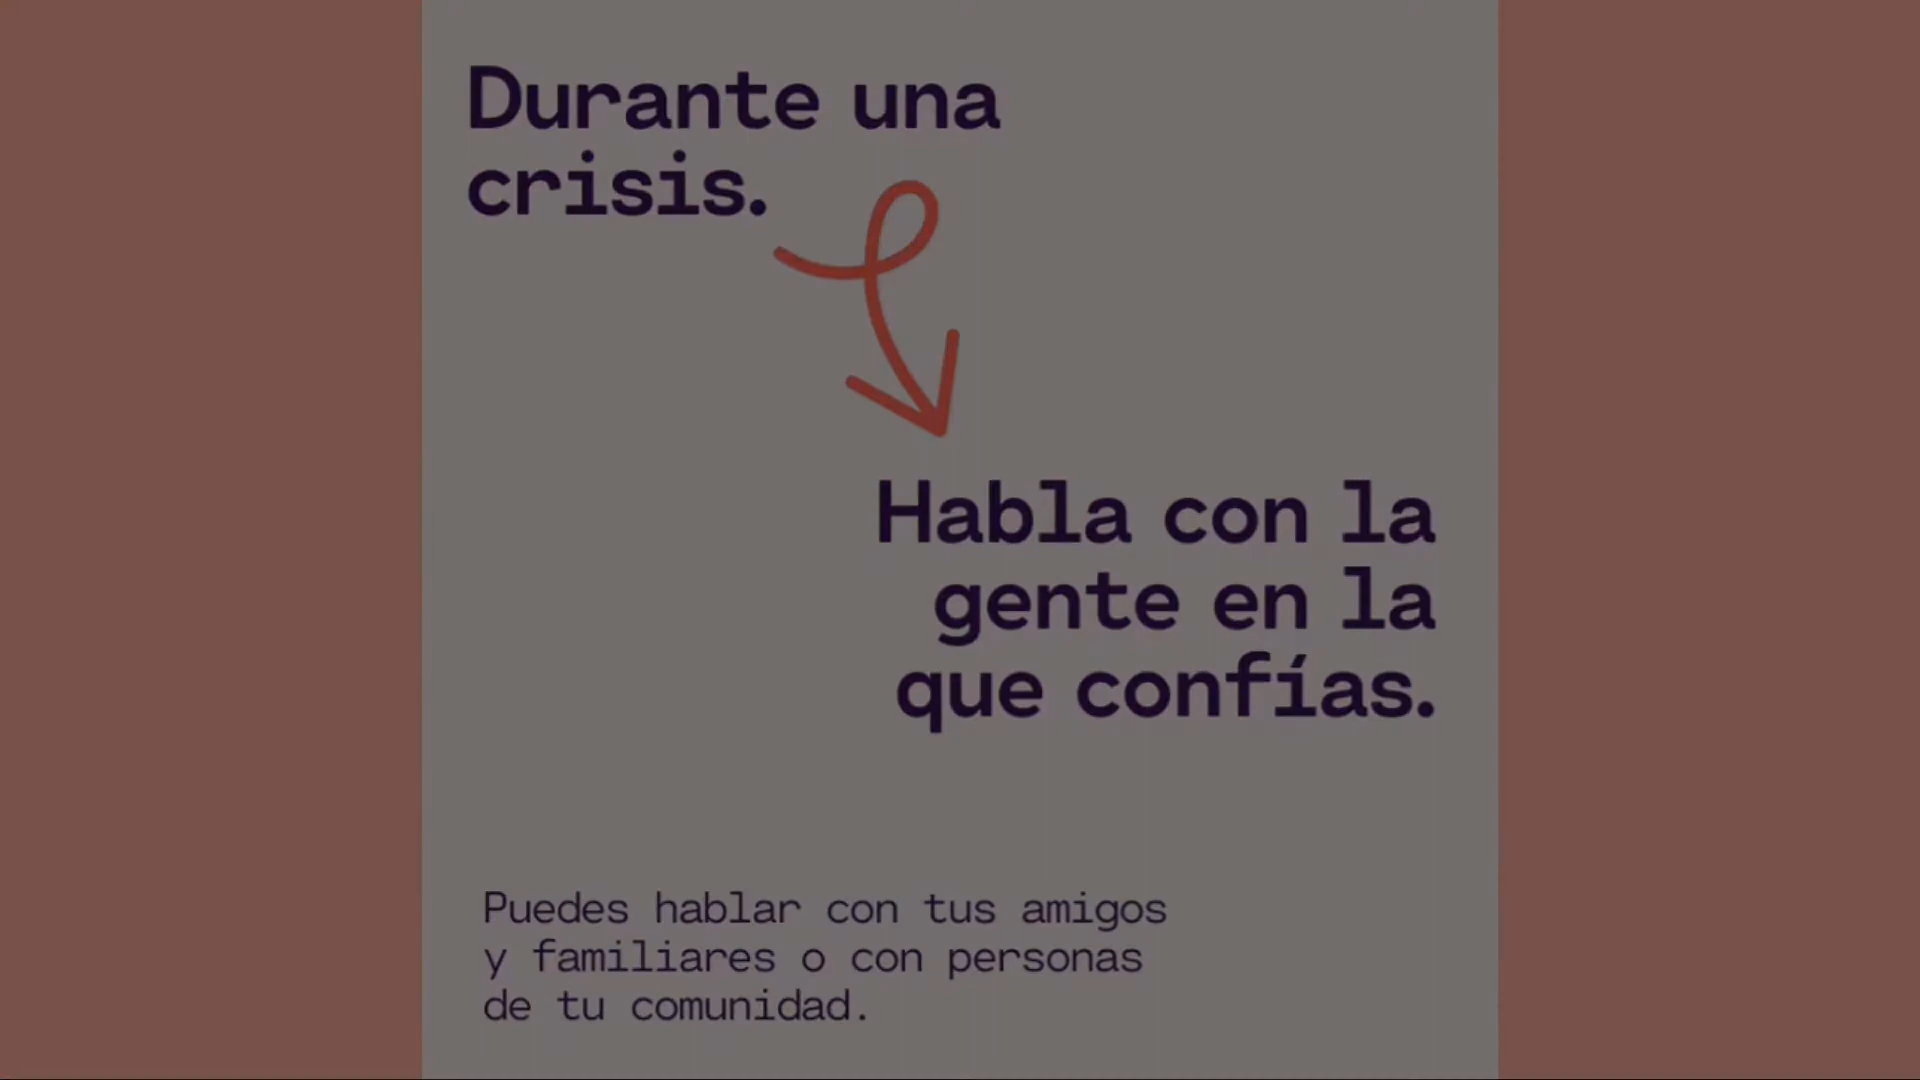 Durante una
crisis.
Habla con la
gente en la
que confías.
Puedes hablar con tus amigos
y familiares o con personas
de tu comunidad.